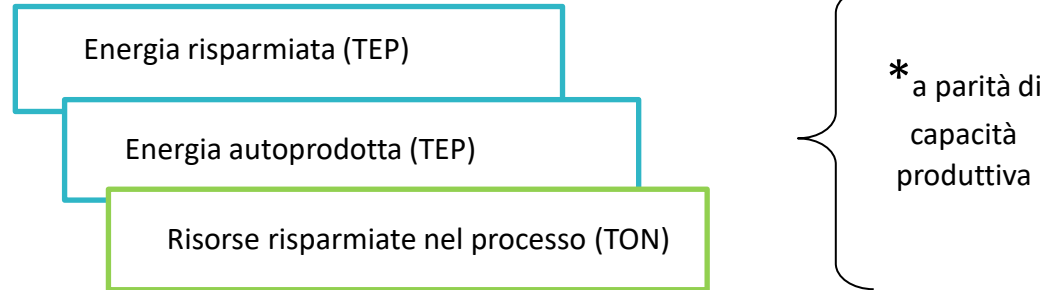 Energia risparmiata (TEP)
Energia autoprodotta (TEP)
Risorse risparmiate nel processo (TON)
*a parità di
capacità
produttiva